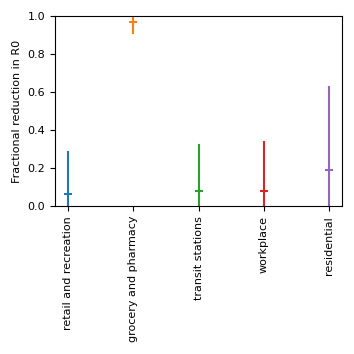 Fractional reduction in R0
1.0
0.8
0.6
0.4
0.2
0.0
retail and recreation
grocery and pharmacy
transit stations
workplace
residential